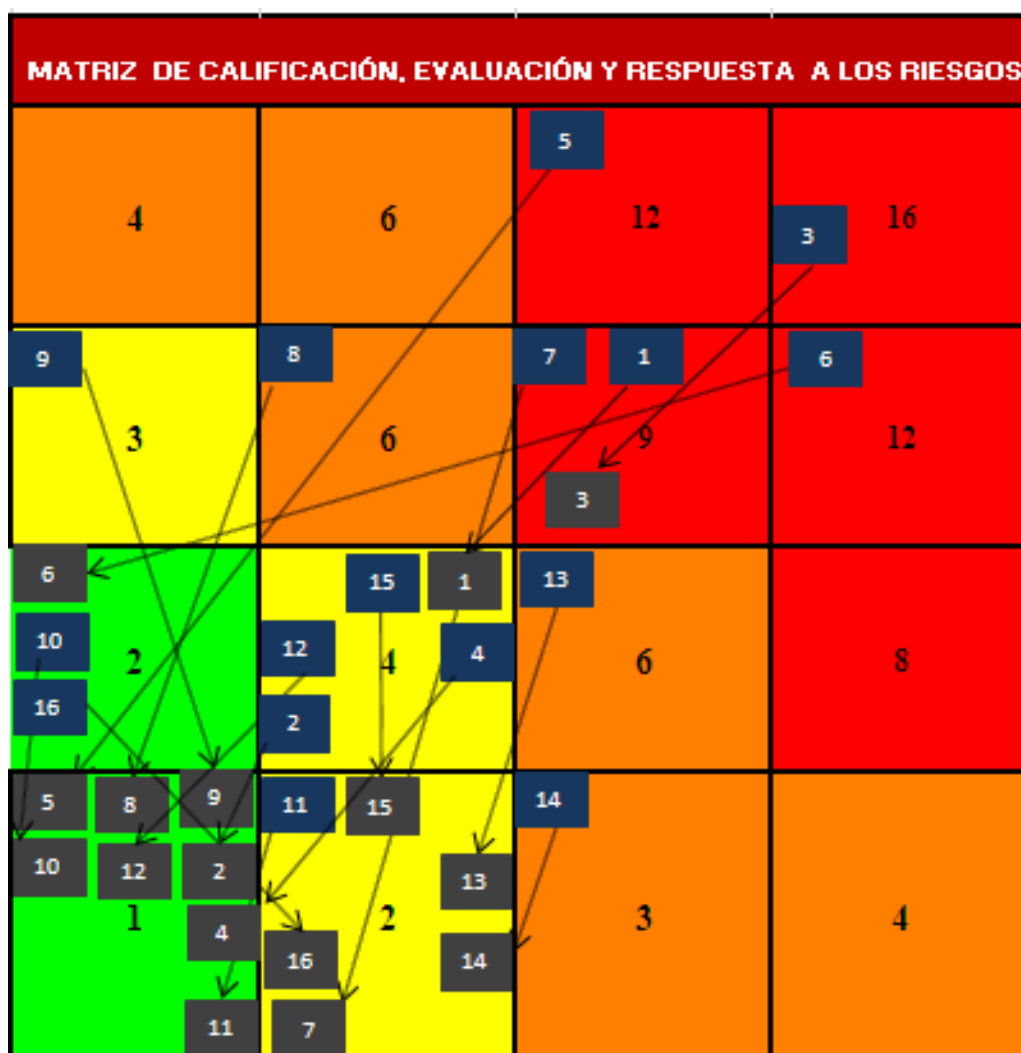 MATRIZ DE CALIFICACIÓN, EVALUACIÓN Y RESPUESTA A LOS RIESGOS
5
4 6 12 16
3
9 8 7 1 6
3 6 9 12
3
6 15 1 13
10 12 4
2 4 6 8
16 2
5 8 9 11 15 14
10 12 2 13
1 4 2 3 4
16 14
11 7